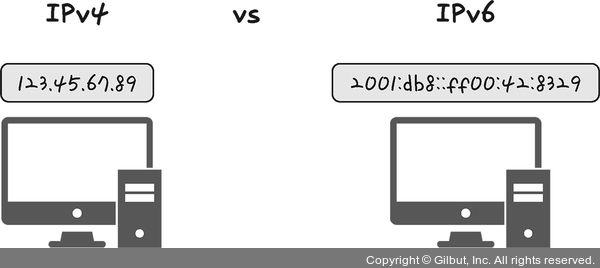 IPv4 vs IPv6
123.45.67.89 2001:db8::ff00:42:8329
Copyright © Gilbut, Inc. All rights reserved.